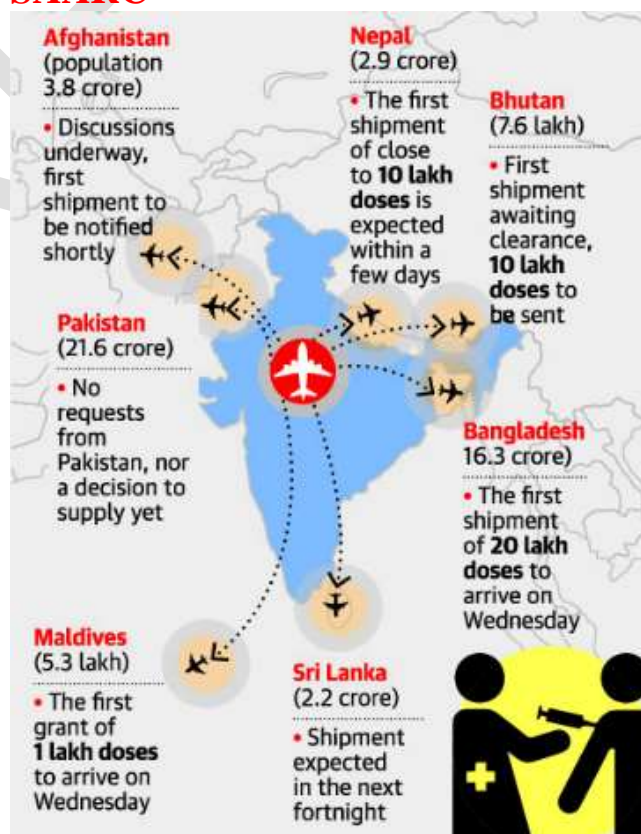 SAARC
Afghanistan
(population
3.8 crore)
• Discussions
underway,
first
shipment to
be notified
shortly
Nepal
(2.9 crore)
• The first
shipment
of close
to 10 lakh
doses is
expected
within a
few days
Bhutan
(7.6 lakh)
• First
shipment
awaiting
clearance,
10 lakh
doses to
be sent
Pakistan
(21.6 crore)
• No
requests
from
Pakistan, nor
a decision to
supply yet
Bangladesh
16.3 crore)
• The first
shipment
of 20 lakh
doses to
arrive on
Wednesday
Maldives
(5.3 lakh)
• The first
grant of
1 lakh doses
to arrive on
Wednesday
Sri Lanka
(2.2 crore)
• Shipment
expected
in the next
fortnight